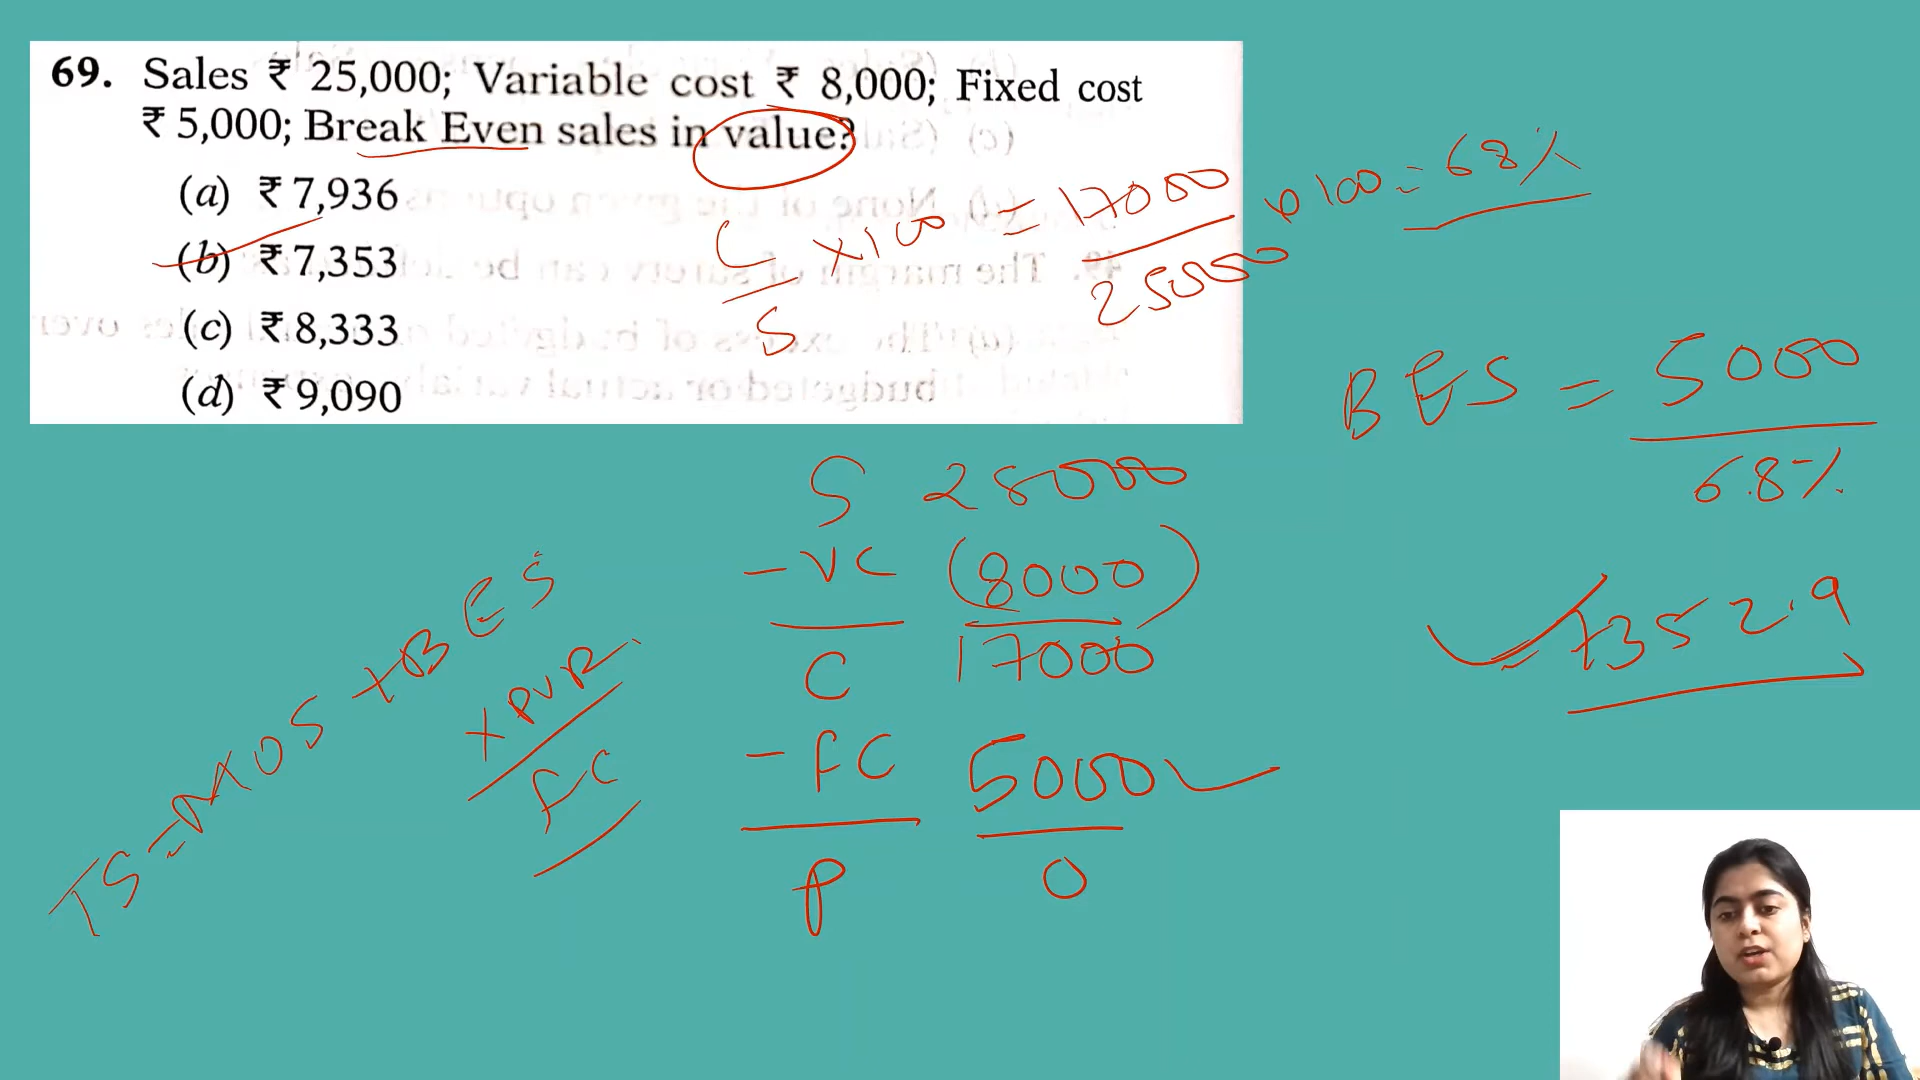 69. Sales ₹ 25,000; Variable cost ₹ 8,000; Fixed cost
₹ 5,000; Break Even sales in value?
(a) ₹ 7,936
(b) ₹ 7,353
(c) ₹ 8,333
(d) ₹ 9,090
C/S ×100 = 17000/25000 × 100 = 68%
BES = 5000/68%
= 7352.9
S 25000
- VC (8000)
C 17000
- FC 5000
P 0
TS = MOS + BES
× PVR
FC